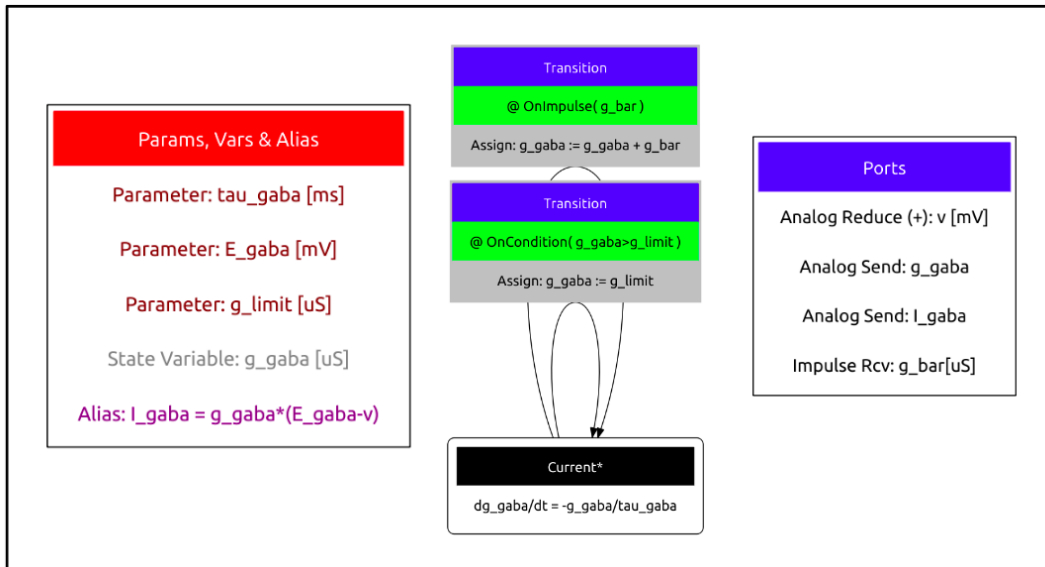 Params, Vars & Alias
Parameter: tau_gaba [ms]
Parameter: E_gaba [mV]
Parameter: g_limit [uS]
State Variable: g_gaba [uS]
Alias: I_gaba = g_gaba*(E_gaba-v)
Transition
@ OnImpulse( g_bar )
Assign: g_gaba := g_gaba + g_bar
Transition
@ OnCondition( g_gaba>g_limit )
Assign: g_gaba := g_limit
Current*
dg_gaba/dt = -g_gaba/tau_gaba
Ports
Analog Reduce (+): v [mV]
Analog Send: g_gaba
Analog Send: I_gaba
Impulse Rcv: g_bar[uS]